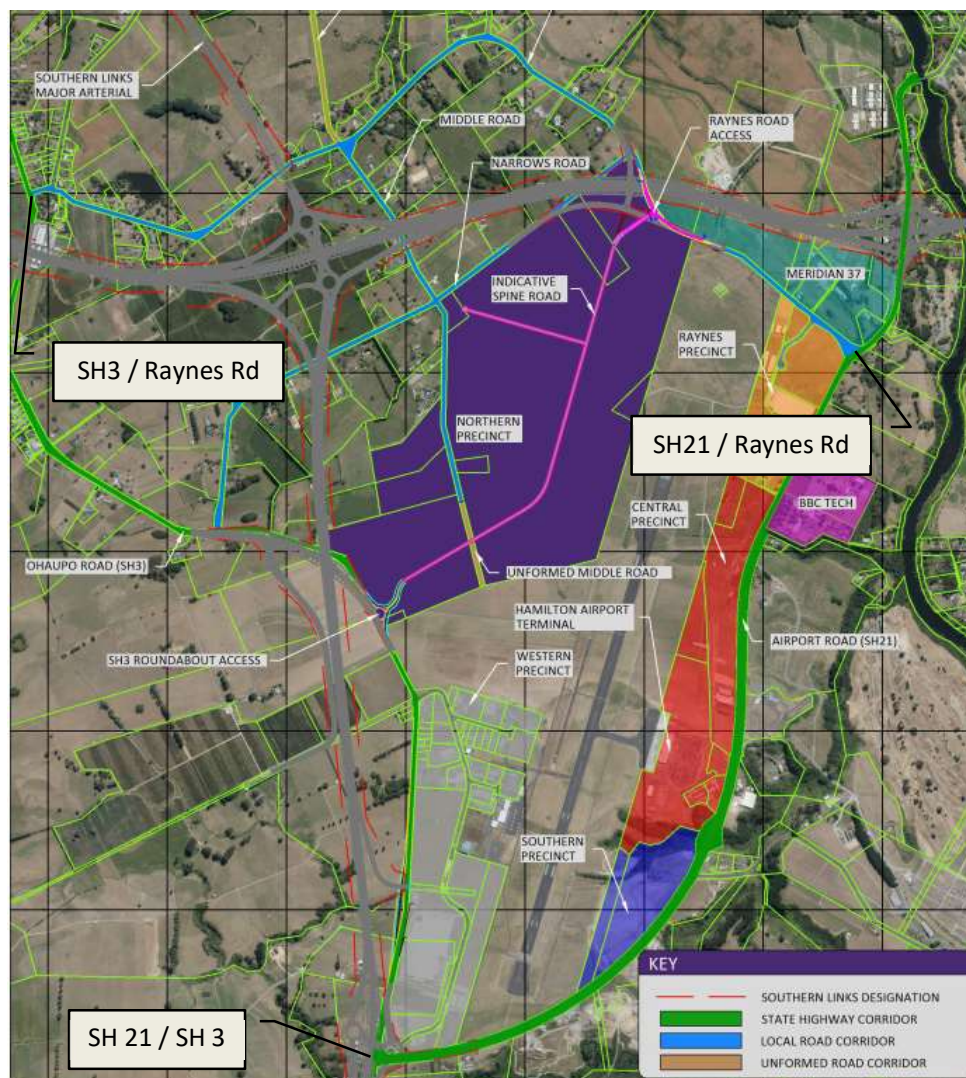 SOUTHERN LINKS
MAJOR ARTERIAL
MIDDLE ROAD
NARROWS ROAD
RAYNES ROAD
ACCESS
INDICATIVE
SPINE ROAD
MERIDIAN 37
RAYNES
PRECINCT
SH3 / Raynes Rd
SH21 / Raynes Rd
NORTHERN
PRECINCT
BBC TECH
CENTRAL
PRECINCT
OHAUPO ROAD (SH3)
UNFORMED MIDDLE ROAD
HAMILTON AIRPORT
TERMINAL
AIRPORT ROAD (SH21)
SH3 ROUNDABOUT ACCESS
WESTERN
PRECINCT
SOUTHERN
PRECINCT
SH 21 / SH 3
KEY
SOUTHERN LINKS DESIGNATION
STATE HIGHWAY CORRIDOR
LOCAL ROAD CORRIDOR
UNFORMED ROAD CORRIDOR